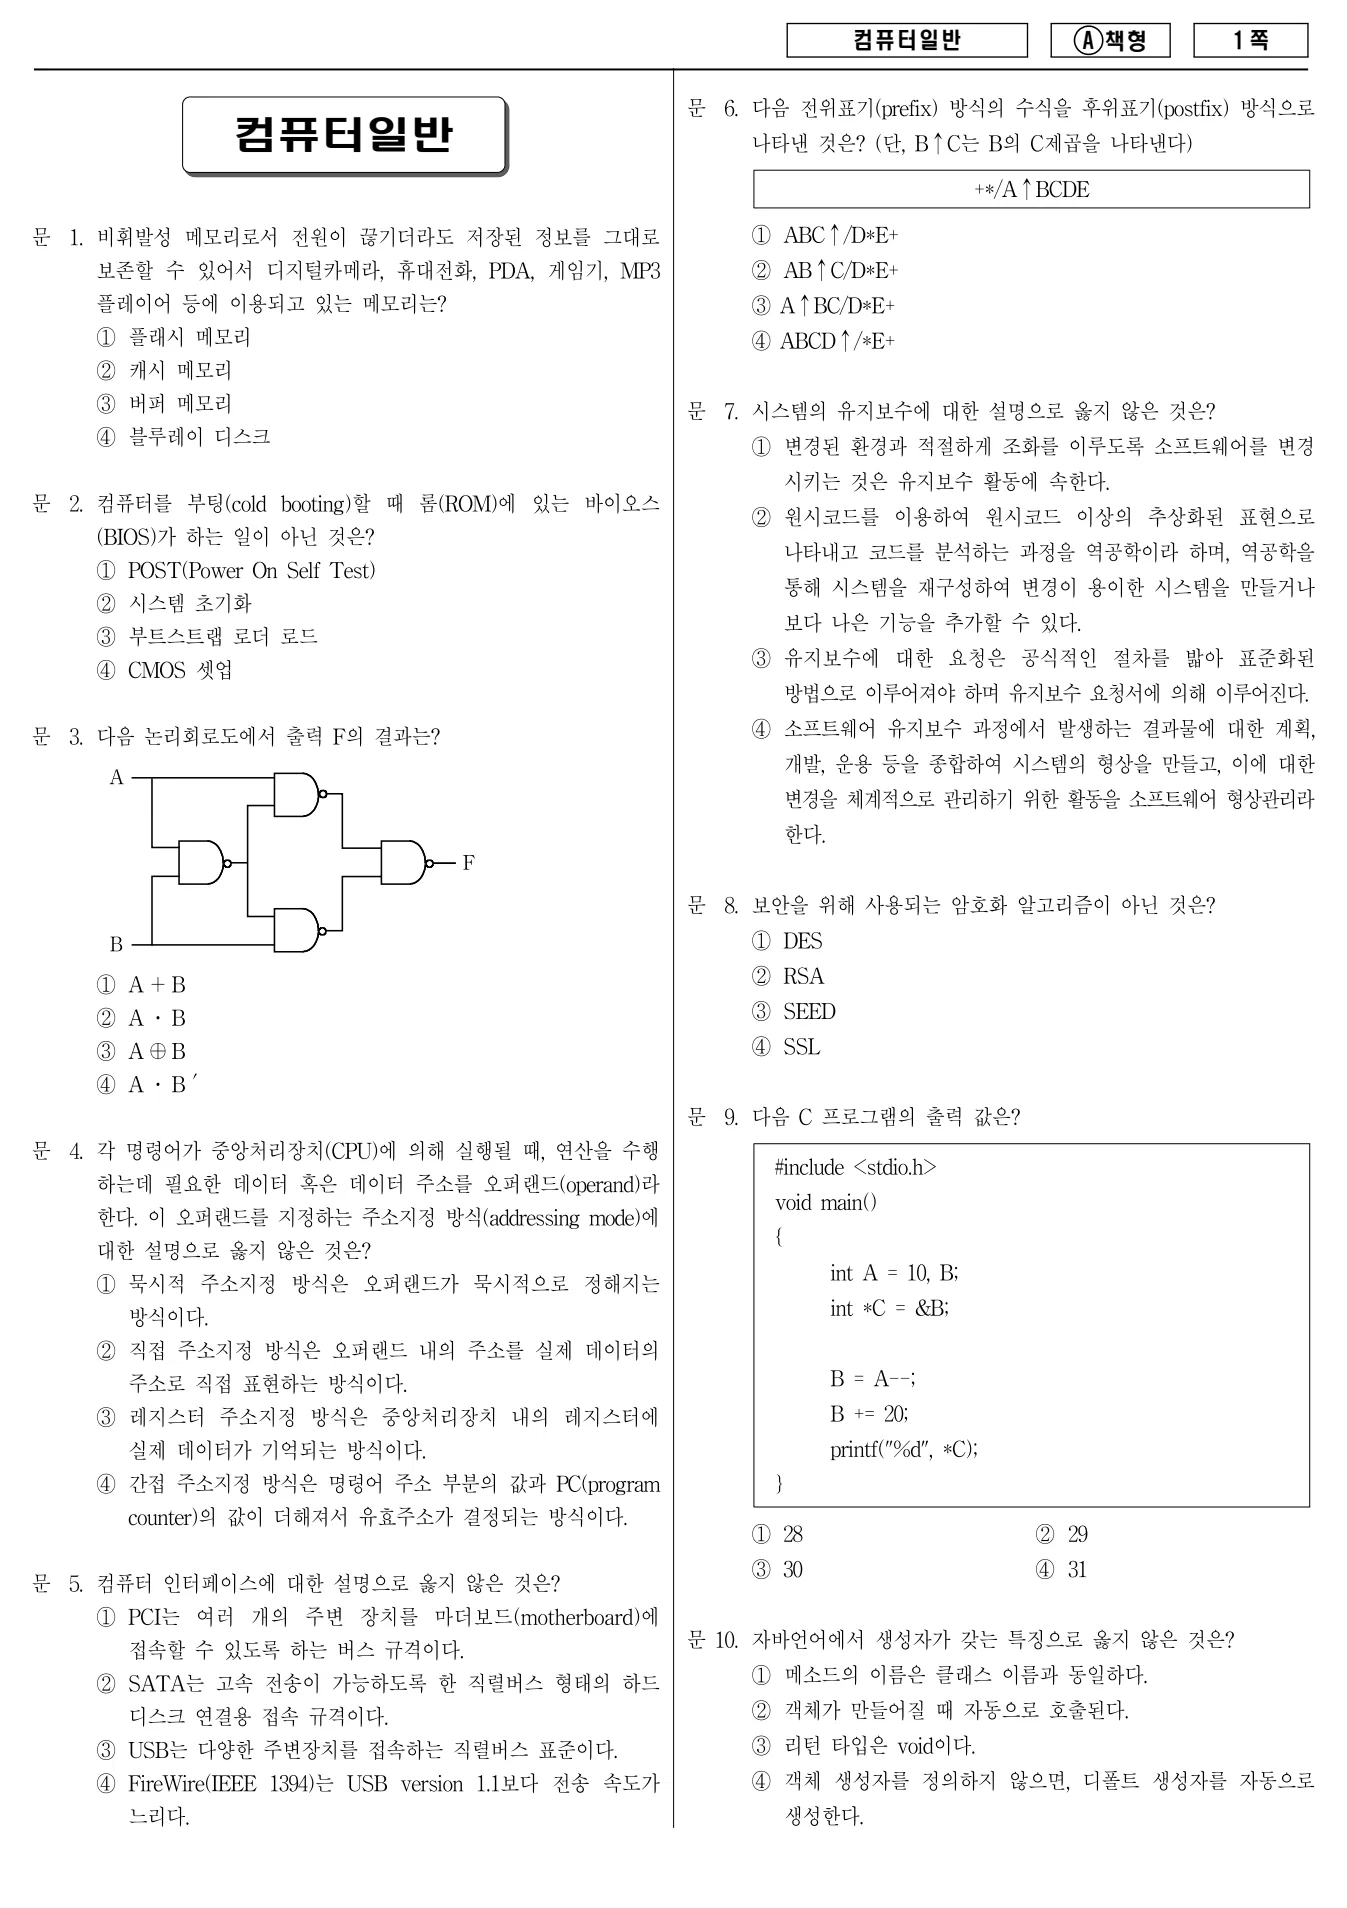 컴퓨터일반
Ⓐ책형
1쪽
컴퓨터일반
문 1. 비휘발성 메모리로서 전원이 끊기더라도 저장된 정보를 그대로
보존할 수 있어서 디지털카메라, 휴대전화, PDA, 게임기, MP3
플레이어 등에 이용되고 있는 메모리는?
① 플래시 메모리
② 캐시 메모리
③ 버퍼 메모리
④ 블루레이 디스크
문 2. 컴퓨터를 부팅(cold booting)할 때 롬(ROM)에 있는 바이오스
(BIOS)가 하는 일이 아닌 것은?
① POST(Power On Self Test)
② 시스템 초기화
③ 부트스트랩 로더 로드
④ CMOS 셋업
문 3. 다음 논리회로도에서 출력 F의 결과는?
A
F
B
① A + B
② A · B
③ A ⊕ B
④ A · B′
문 4. 각 명령어가 중앙처리장치(CPU)에 의해 실행될 때, 연산을 수행
하는데 필요한 데이터 혹은 데이터 주소를 오퍼랜드(operand)라
한다. 이 오퍼랜드를 지정하는 주소지정 방식(addressing mode)에
대한 설명으로 옳지 않은 것은?
① 묵시적 주소지정 방식은 오퍼랜드가 묵시적으로 정해지는
방식이다.
② 직접 주소지정 방식은 오퍼랜드 내의 주소를 실제 데이터의
주소로 직접 표현하는 방식이다.
③ 레지스터 주소지정 방식은 중앙처리장치 내의 레지스터에
실제 데이터가 기억되는 방식이다.
④ 간접 주소지정 방식은 명령어 주소 부분의 값과 PC(program
counter)의 값이 더해져서 유효주소가 결정되는 방식이다.
문 5. 컴퓨터 인터페이스에 대한 설명으로 옳지 않은 것은?
① PCI는 여러 개의 주변 장치를 마더보드(motherboard)에
접속할 수 있도록 하는 버스 규격이다.
② SATA는 고속 전송이 가능하도록 한 직렬버스 형태의 하드
디스크 연결용 접속 규격이다.
③ USB는 다양한 주변장치를 접속하는 직렬버스 표준이다.
④ FireWire(IEEE 1394)는 USB version 1.1보다 전송 속도가
느리다.
문 6. 다음 전위표기(prefix) 방식의 수식을 후위표기(postfix) 방식으로
나타낸 것은? (단, B↑C는 B의 C제곱을 나타낸다)
+*/A↑BCDE
① ABC↑/D*E+
② AB↑C/D*E+
③ A↑BC/D*E+
④ ABCD↑/*E+
문 7. 시스템의 유지보수에 대한 설명으로 옳지 않은 것은?
① 변경된 환경과 적절하게 조화를 이루도록 소프트웨어를 변경
시키는 것은 유지보수 활동에 속한다.
② 원시코드를 이용하여 원시코드 이상의 추상화된 표현으로
나타내고 코드를 분석하는 과정을 역공학이라 하며, 역공학을
통해 시스템을 재구성하여 변경이 용이한 시스템을 만들거나
보다 나은 기능을 추가할 수 있다.
③ 유지보수에 대한 요청은 공식적인 절차를 밟아 표준화된
방법으로 이루어져야 하며 유지보수 요청서에 의해 이루어진다.
④ 소프트웨어 유지보수 과정에서 발생하는 결과물에 대한 계획,
개발, 운용 등을 종합하여 시스템의 형상을 만들고, 이에 대한
변경을 체계적으로 관리하기 위한 활동을 소프트웨어 형상관리라
한다.
문 8. 보안을 위해 사용되는 암호화 알고리즘이 아닌 것은?
① DES
② RSA
③ SEED
④ SSL
문 9. 다음 C 프로그램의 출력 값은?
#include <stdio.h>
void main()
{
int A = 10, B;
int *C = &B;
B = A--;
B += 20;
printf("%d", *C);
}
① 28 ② 29
③ 30 ④ 31
문 10. 자바언어에서 생성자가 갖는 특징으로 옳지 않은 것은?
① 메소드의 이름은 클래스 이름과 동일하다.
② 객체가 만들어질 때 자동으로 호출된다.
③ 리턴 타입은 void이다.
④ 객체 생성자를 정의하지 않으면, 디폴트 생성자를 자동으로
생성한다.